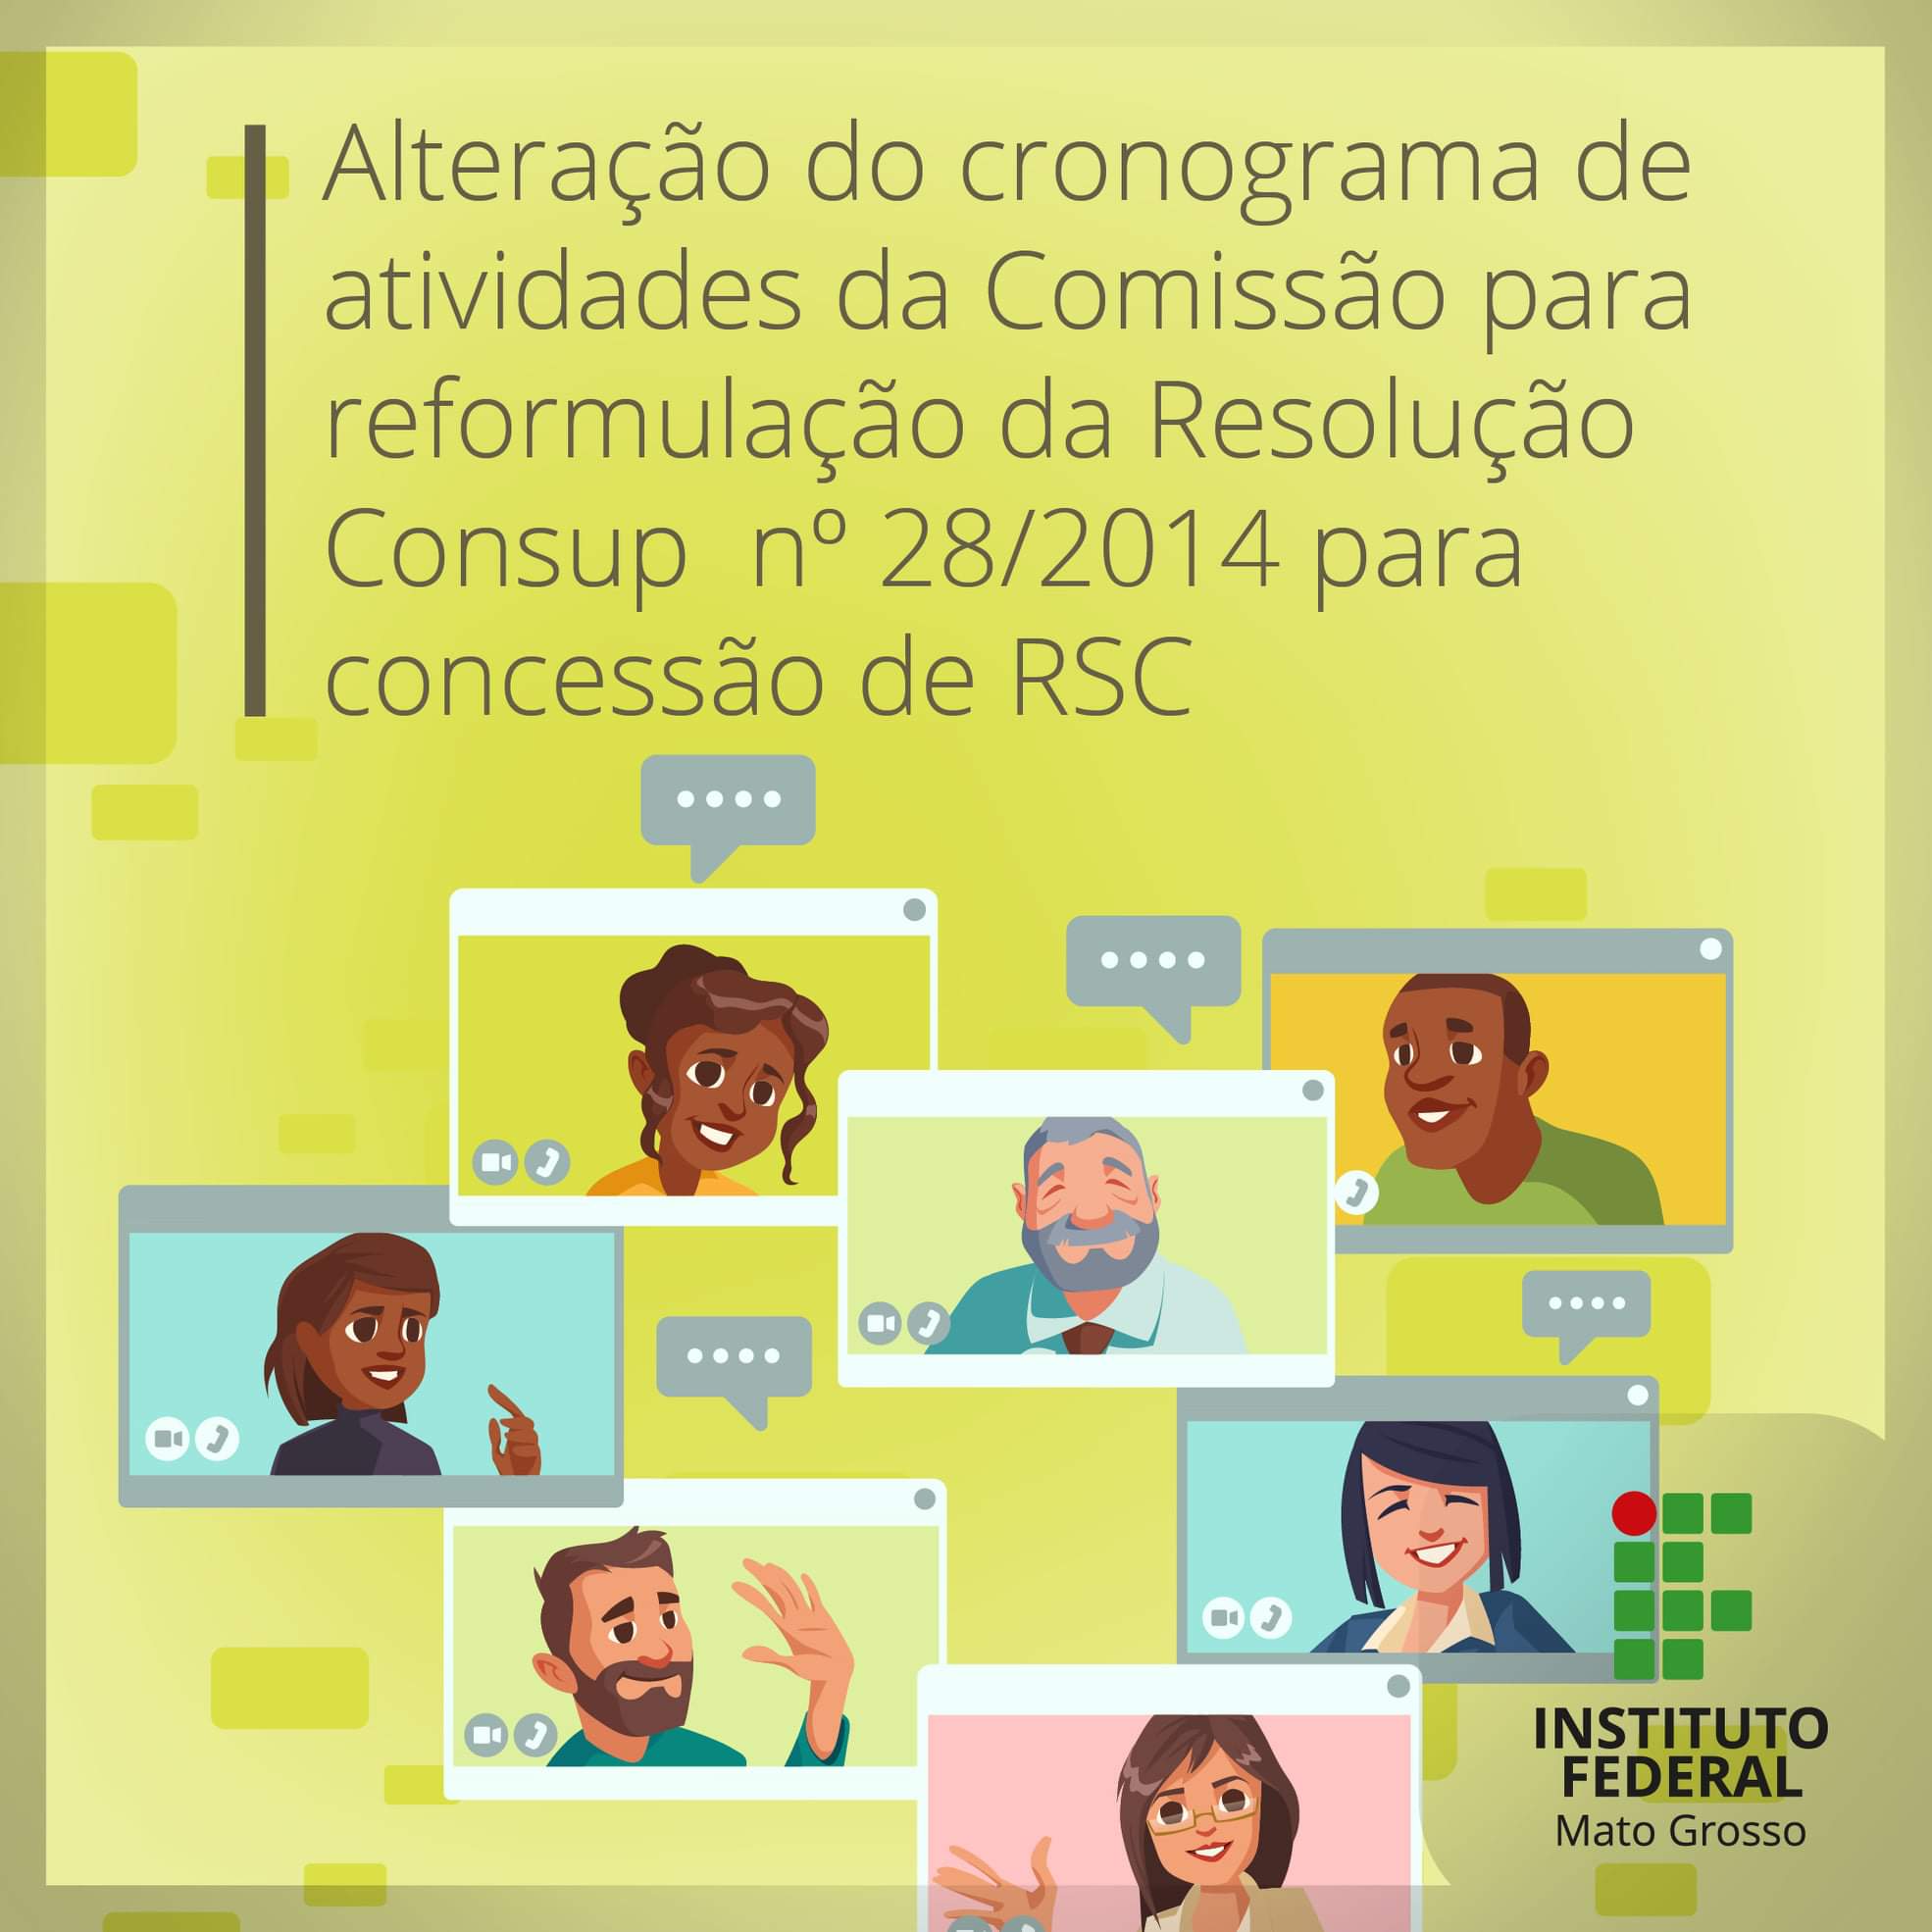 Alteração do cronograma de
atividades da Comissão para
reformulação da Resolução
Consup  nº 28/2014 para
concessão de RSC
INSTITUTO
FEDERAL
Mato Grosso